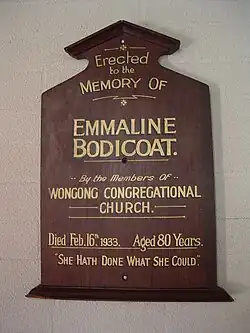 Erected
to the
MEMORY OF
EMMALINE
BODICOAT.
·· By the Members Of ··
WONGONG CONGREGATIONAL
CHURCH.
Died Feb. 16th 1933. Aged 80 Years.
"SHE HATH DONE WHAT SHE COULD."